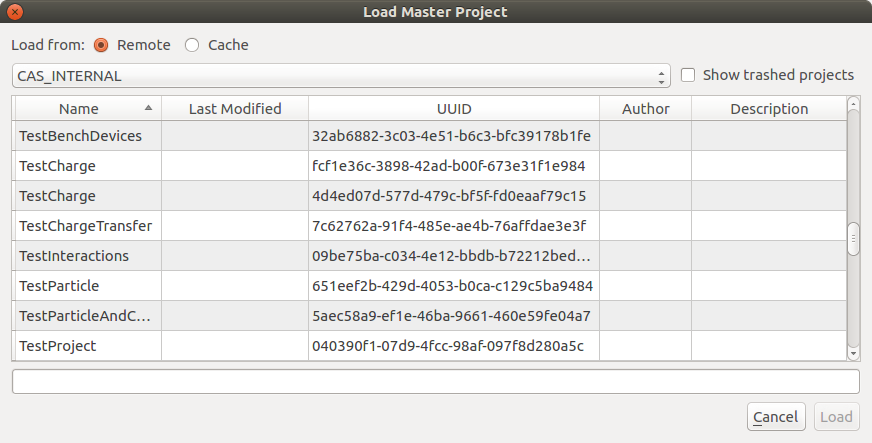 Load Master Project
Load from: Remote Cache
CAS_INTERNAL Show trashed projects
Name Last Modified UUID Author Description
TestBenchDevices 32ab6882-3c03-4e51-b6c3-bfc39178b1fe
TestCharge fcf1e36c-3898-42ad-b00f-673e31f1e984
TestCharge 4d4ed07d-577d-479c-bf5f-fd0eaaf79c15
TestChargeTransfer 7c62762a-91f4-485e-ae4b-76affdae3e3f
TestInteractions 09be75ba-c034-4e12-bbdb-b72212bed...
TestParticle 651eef2b-429d-4053-b0ca-c129c5ba9484
TestParticleAndC... 5aec58a9-ef1e-46ba-9661-460e59fe04a7
TestProject 040390f1-07d9-4fcc-98af-097f8d280a5c
Cancel Load